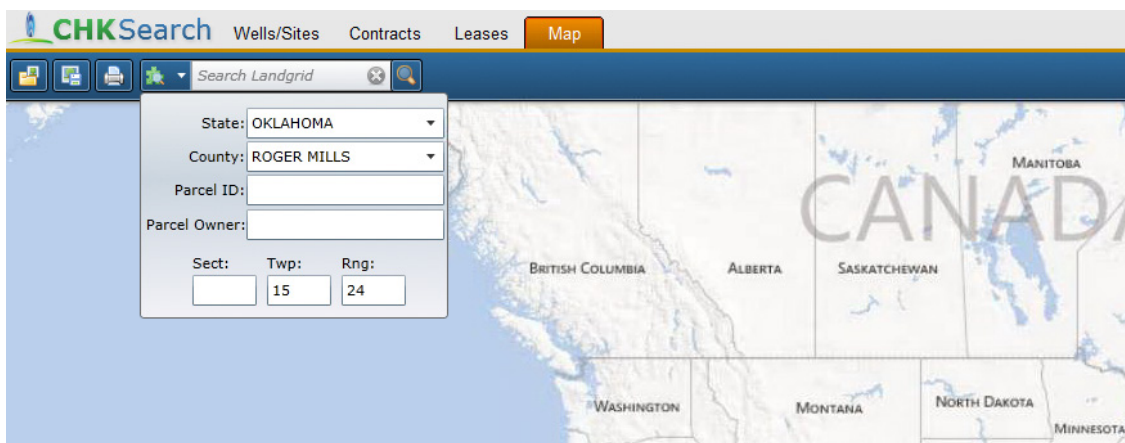 CHKSearch Wells/Sites Contracts Leases Map
Search Landgrid
State: OKLAHOMA
County: ROGER MILLS
Parcel ID:
Parcel Owner:
Sect: Twp: Rng:
15 24
MANITOBA
CANADA
BRITISH COLUMBIA ALBERTA SASKATCHEWAN
WASHINGTON MONTANA NORTH DAKOTA
MINNESOTA